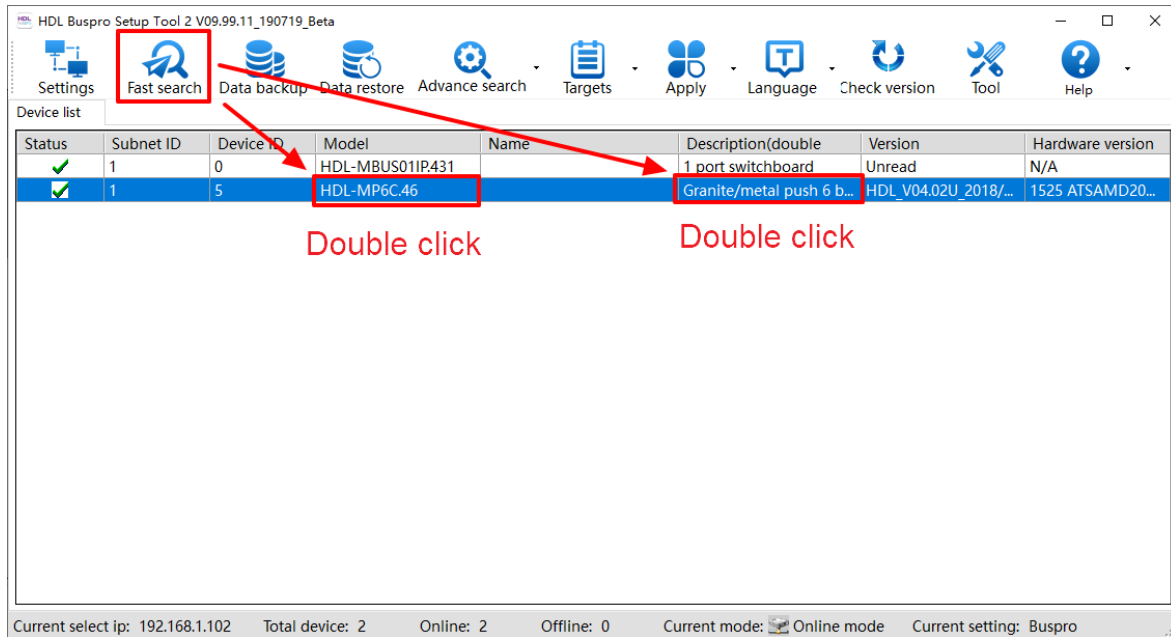 HDL Buspro Setup Tool 2 V09.99.11_190719_Beta
Settings Fast search Data backup Data restore Advance search Targets Apply Language Check version Tool Help
Device list
Status Subnet ID Device ID Model Name Description(double Version Hardware version
1 0 HDL-MBUS01IP.431 1 port switchboard Unread N/A
1 5 HDL-MP6C.46 Granite/metal push 6 b... HDL_V04.02U_2018/... 1525 ATSAMD20...
Double click Double click
Current select ip: 192.168.1.102 Total device: 2 Online: 2 Offline: 0 Current mode: Online mode Current setting: Buspro